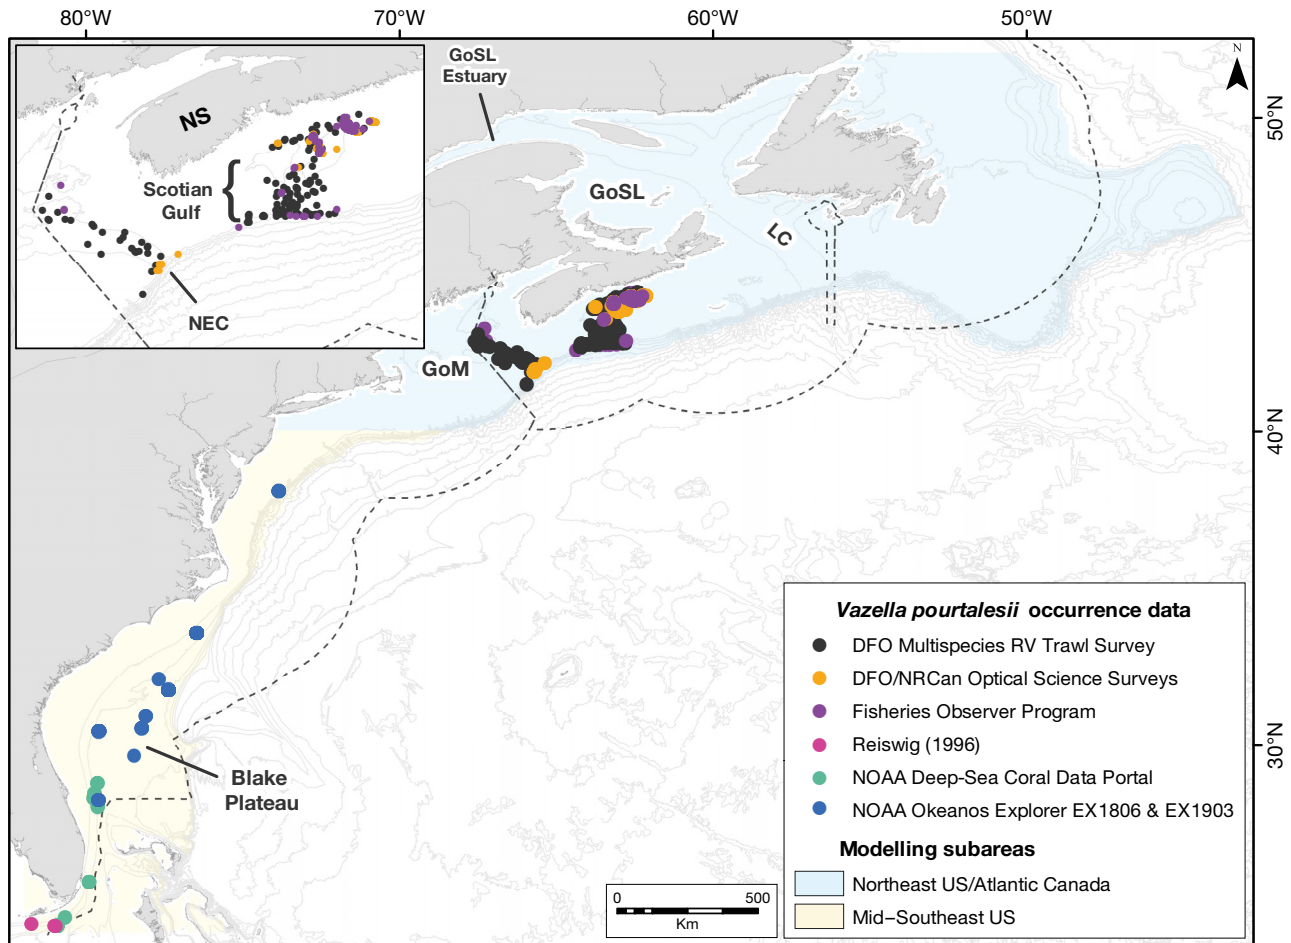 80°W
70°W
60°W
50°W
N
50°N
40°N
30°N
GoSL
Estuary
NS
Scotian
Gulf
NEC
GoSL
LC
GoM
Blake
Plateau
Vazella pourtalesii occurrence data
DFO Multispecies RV Trawl Survey
DFO/NRCan Optical Science Surveys
Fisheries Observer Program
Reiswig (1996)
NOAA Deep-Sea Coral Data Portal
NOAA Okeanos Explorer EX1806 & EX1903
Modelling subareas
Northeast US/Atlantic Canada
Mid–Southeast US
0 500
Km